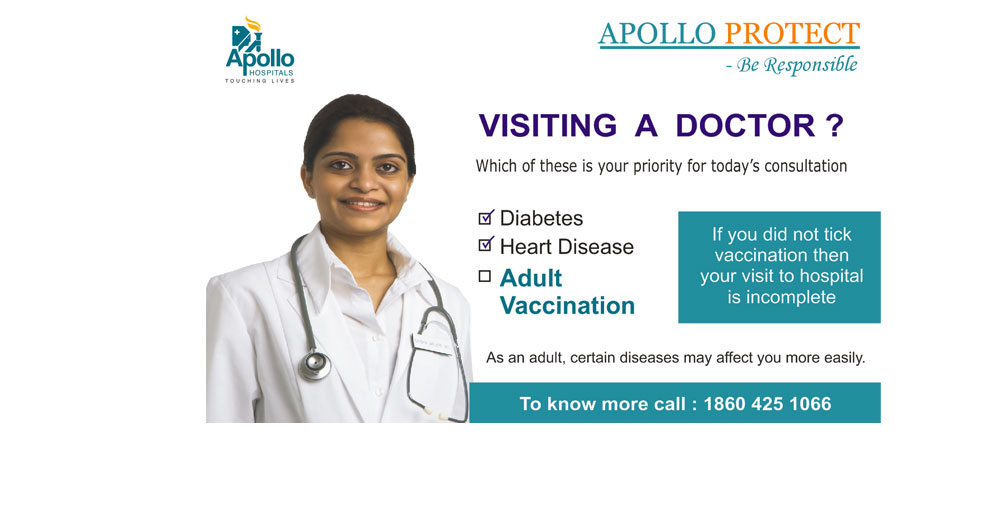 Apollo
HOSPITALS
TOUCHING LIVES
APOLLO PROTECT
- Be Responsible
VISITING A DOCTOR ?
Which of these is your priority for today's consultation
Diabetes
Heart Disease
Adult
Vaccination
If you did not tick
vaccination then
your visit to hospital
is incomplete
As an adult, certain diseases may affect you more easily.
To know more call : 1860 425 1066